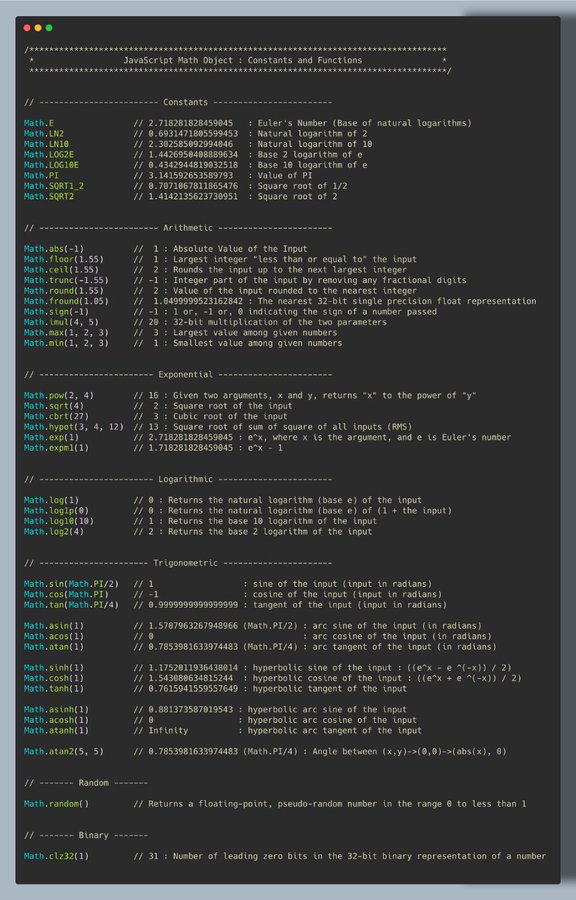 /***********************************************************************************
 *                  JavaScript Math Object : Constants and Functions                *
 ***********************************************************************************/
// ------------------------ Constants  ------------------------
Math.E                // 2.718281828459045   : Euler's Number (Base of natural logarithms)
Math.LN2              // 0.6931471805599453  : Natural logarithm of 2
Math.LN10             // 2.302585092994046   : Natural logarithm of 10
Math.LOG2E            // 1.4426950408889634  : Base 2 logarithm of e
Math.LOG10E           // 0.4342944819032518  : Base 10 logarithm of e
Math.PI               // 3.141592653589793   : Value of PI
Math.SQRT1_2          // 0.7071067811865476  : Square root of 1/2
Math.SQRT2            // 1.4142135623730951  : Square root of 2
// ----------------------- Arithmetic -----------------------
Math.abs(-1)          //  1 : Absolute Value of the Input
Math.floor(1.55)      //  1 : Largest integer "less than or equal to" the input
Math.ceil(1.55)       //  2 : Rounds the input up to the next largest integer
Math.trunc(-1.55)     // -1 : Integer part of the input by removing any fractional digits
Math.round(1.55)      //  2 : Value of the input rounded to the nearest integer
Math.fround(1.05)     //  1.0499999523162842 : The nearest 32-bit single precision float representation
Math.sign(-1)         // -1 : 1 or, -1 or, 0 indicating the sign of a number passed
Math.imul(4, 5)       // 20 : 32-bit multiplication of the two parameters
Math.max(1, 2, 3)     //  3 : Largest value among given numbers
Math.min(1, 2, 3)     //  1 : Smallest value among given numbers
// ----------------------- Exponential -----------------------
Math.pow(2, 4)        // 16 : Given two arguments, x and y, returns "x" to the power of "y"
Math.sqrt(4)          //  2 : Square root of the input
Math.cbrt(27)         //  3 : Cubic root of the input
Math.hypot(3, 4, 12)  // 13 : Square root of sum of square of all inputs (RMS)
Math.exp(1)           // 2.718281828459045 : e^x, where x is the argument, and e is Euler's number
Math.expm1(1)         // 1.718281828459045 : e^x - 1
// ----------------------- Logarithmic -----------------------
Math.log(1)           // 0 : Returns the natural logarithm (base e) of the input
Math.log1p(0)         // 0 : Returns the natural logarithm (base e) of (1 + the input)
Math.log10(10)        // 1 : Returns the base 10 logarithm of the input
Math.log2(4)          // 2 : Returns the base 2 logarithm of the input
// ---------------------- Trigonometric ----------------------
Math.sin(Math.PI/2)   // 1                  : sine of the input (input in radians)
Math.cos(Math.PI)     // -1                 : cosine of the input (input in radians)
Math.tan(Math.PI/4)   // 0.9999999999999999 : tangent of the input (input in radians)
Math.asin(1)          // 1.5707963267948966 (Math.PI/2) : arc sine of the input (in radians)
Math.acos(1)          // 0                              : arc cosine of the input (in radians)
Math.atan(1)          // 0.7853981633974483 (Math.PI/4) : arc tangent of the input (in radians)
Math.sinh(1)          // 1.1752011936438014 : hyperbolic sine of the input : ((e^x - e ^(-x)) / 2)
Math.cosh(1)          // 1.543080634815244  : hyperbolic cosine of the input : ((e^x + e ^(-x)) / 2)
Math.tanh(1)          // 0.7615941559557649 : hyperbolic tangent of the input
Math.asinh(1)         // 0.881373587019543 : hyperbolic arc sine of the input
Math.acosh(1)         // 0                 : hyperbolic arc cosine of the input
Math.atanh(1)         // Infinity          : hyperbolic arc tangent of the input
Math.atan2(5, 5)      // 0.7853981633974483 (Math.PI/4) : Angle between (x,y)->(0,0)->(abs(x), 0)
// ------- Random  -------
Math.random()         // Returns a floating-point, pseudo-random number in the range 0 to less than 1
// ------- Binary  -------
Math.clz32(1)         // 31 : Number of leading zero bits in the 32-bit binary representation of a number